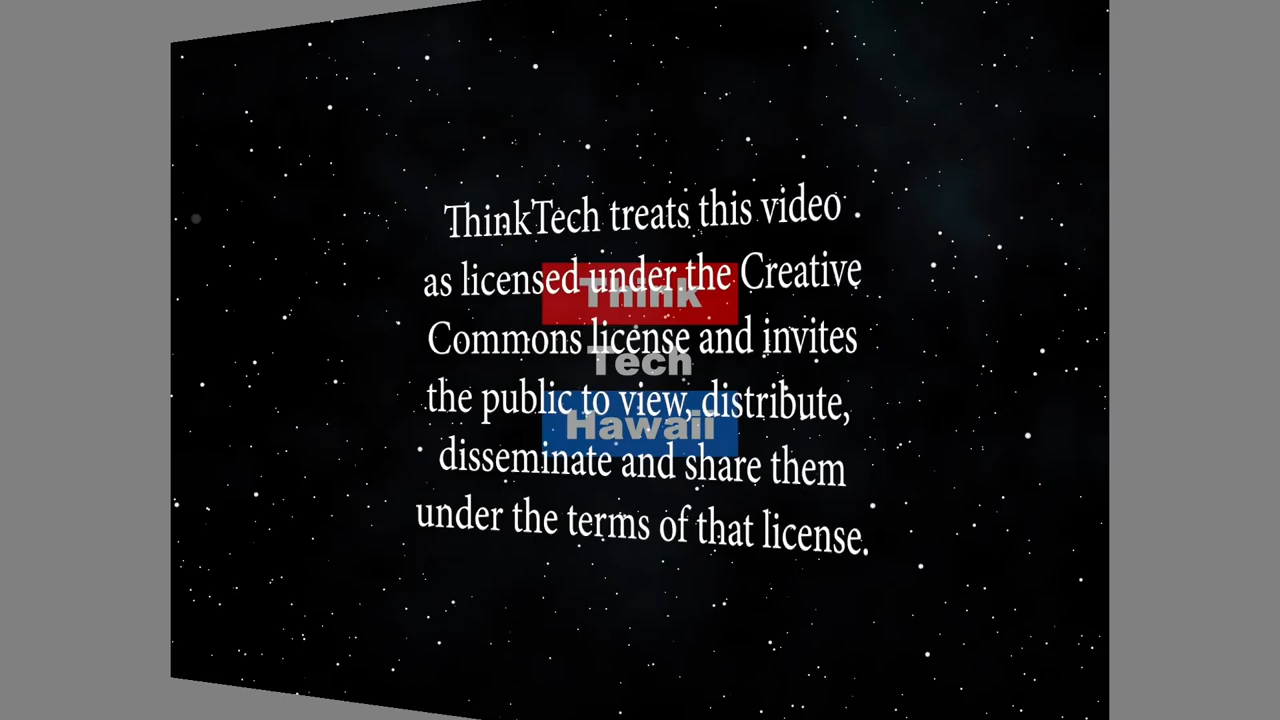 ThinkTech treats this video
as licensed under the Creative
Commons license and invites
the public to view, distribute,
disseminate and share them
under the terms of that license.
Think
Tech
Hawaii